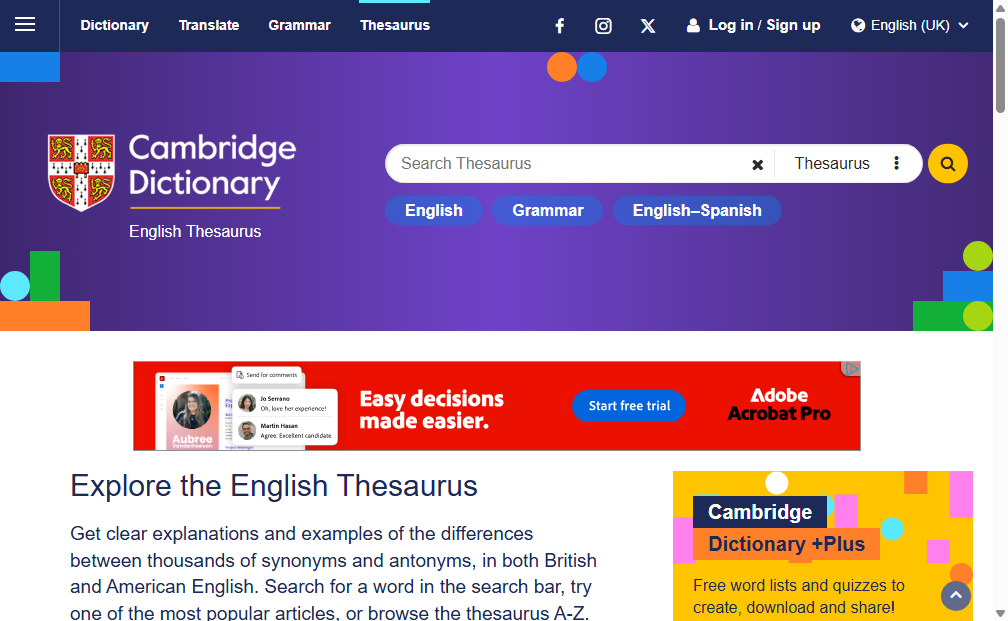 Dictionary Translate Grammar Thesaurus Log in / Sign up English (UK)
Cambridge
Dictionary
English Thesaurus
Search Thesaurus Thesaurus
English Grammar English–Spanish
Send for comments
Jo Serrano
Oh, love her experience!
Martin Hasan
Agree. Excellent candidate
Aubree
Vanderheeven
Easy decisions
made easier.
Start free trial
Adobe
Acrobat Pro
Explore the English Thesaurus
Get clear explanations and examples of the differences
between thousands of synonyms and antonyms, in both British
and American English. Search for a word in the search bar, try
one of the most popular articles, or browse the thesaurus A-Z.
Cambridge
Dictionary +Plus
Free word lists and quizzes to
create, download and share!